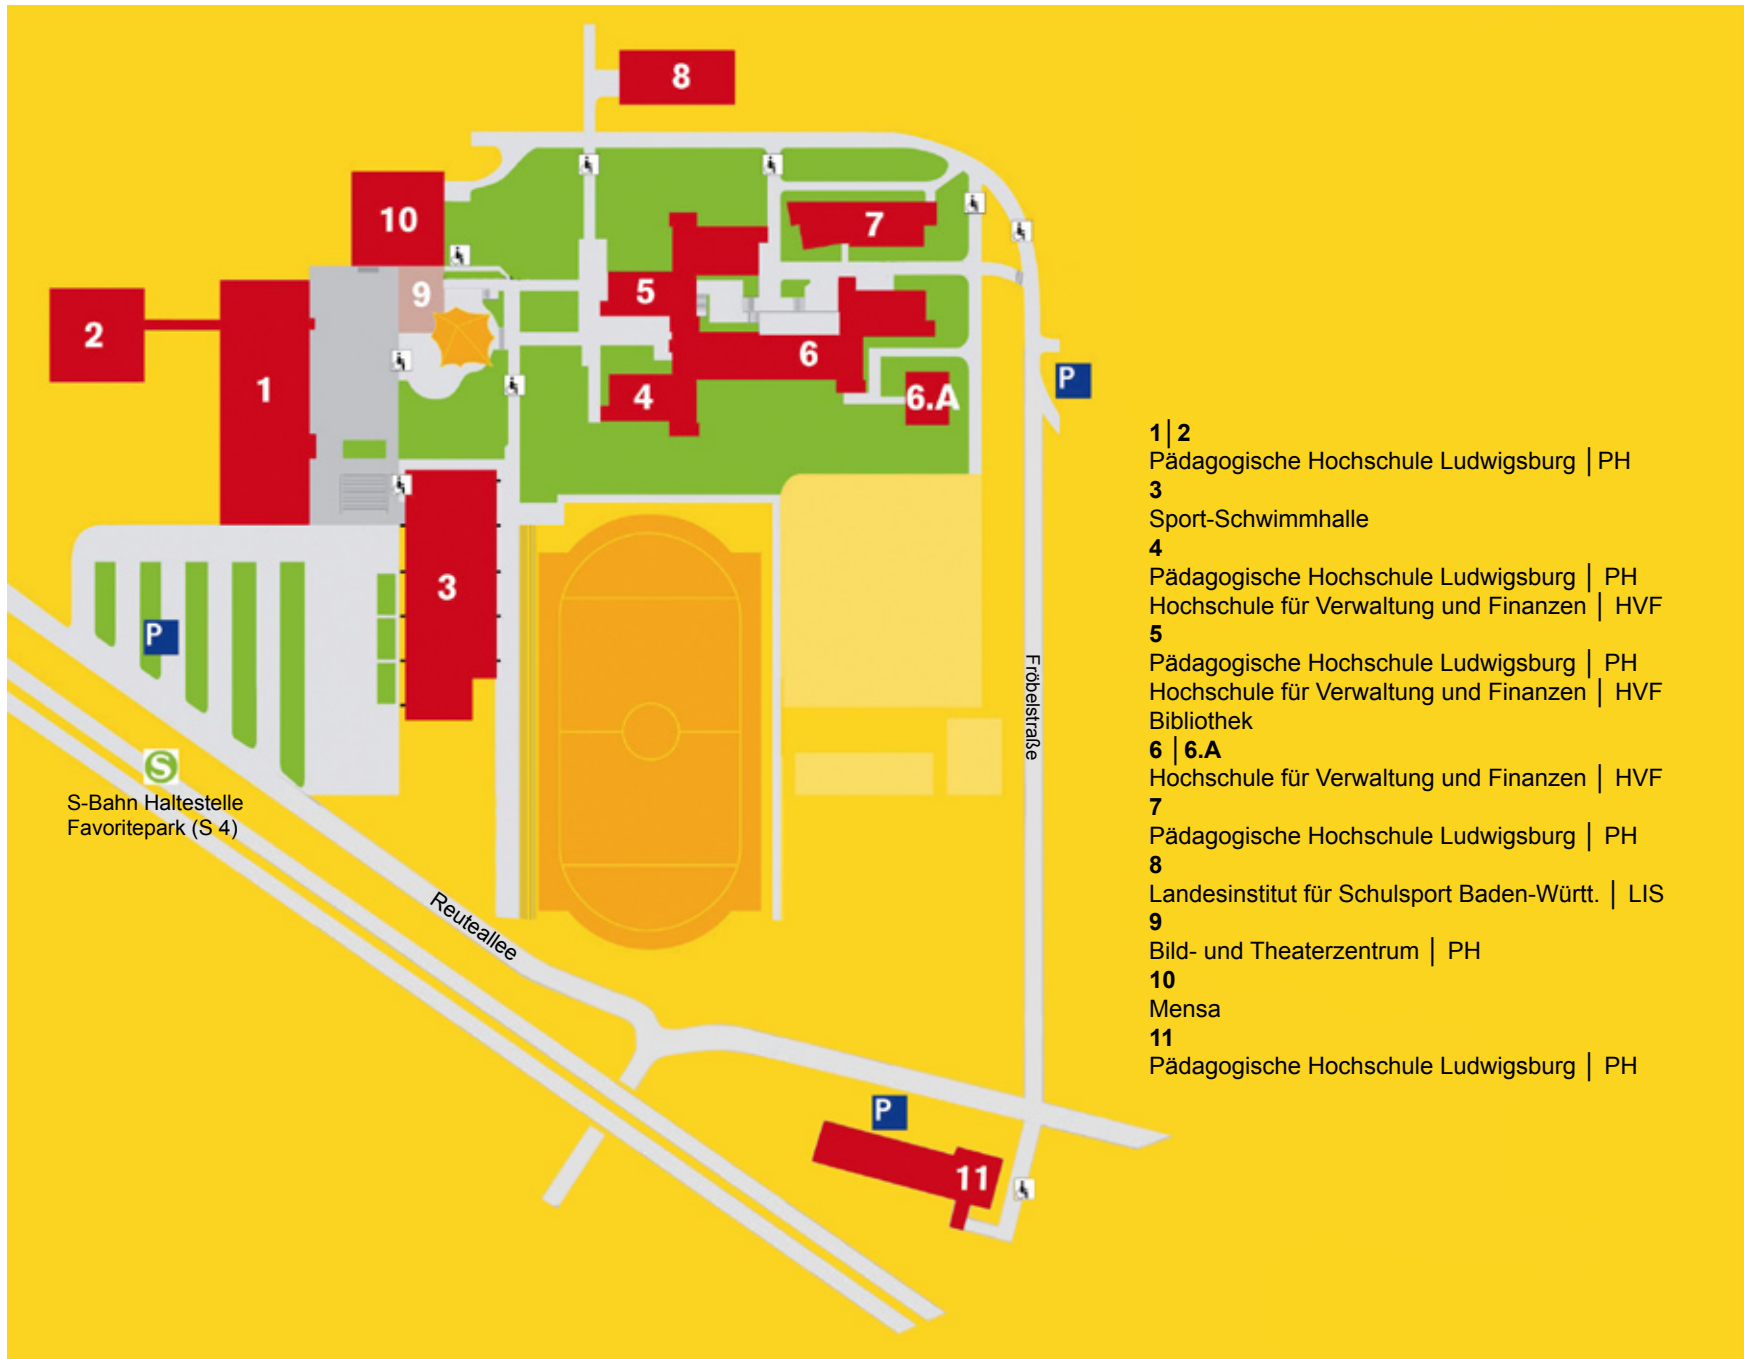 8
10
7
9
5
2
6
1
4
6.A
P
3
P
Fröbelstraße
S
S-Bahn Haltestelle
Favoritepark (S 4)
Reuteallee
P
11
1│2
Pädagogische Hochschule Ludwigsburg │PH
3
Sport-Schwimmhalle
4
Pädagogische Hochschule Ludwigsburg │ PH
Hochschule für Verwaltung und Finanzen │ HVF
5
Pädagogische Hochschule Ludwigsburg │ PH
Hochschule für Verwaltung und Finanzen │ HVF
Bibliothek
6 │6.A
Hochschule für Verwaltung und Finanzen │ HVF
7
Pädagogische Hochschule Ludwigsburg │ PH
8
Landesinstitut für Schulsport Baden-Württ. │ LIS
9
Bild- und Theaterzentrum │ PH
10
Mensa
11
Pädagogische Hochschule Ludwigsburg │ PH